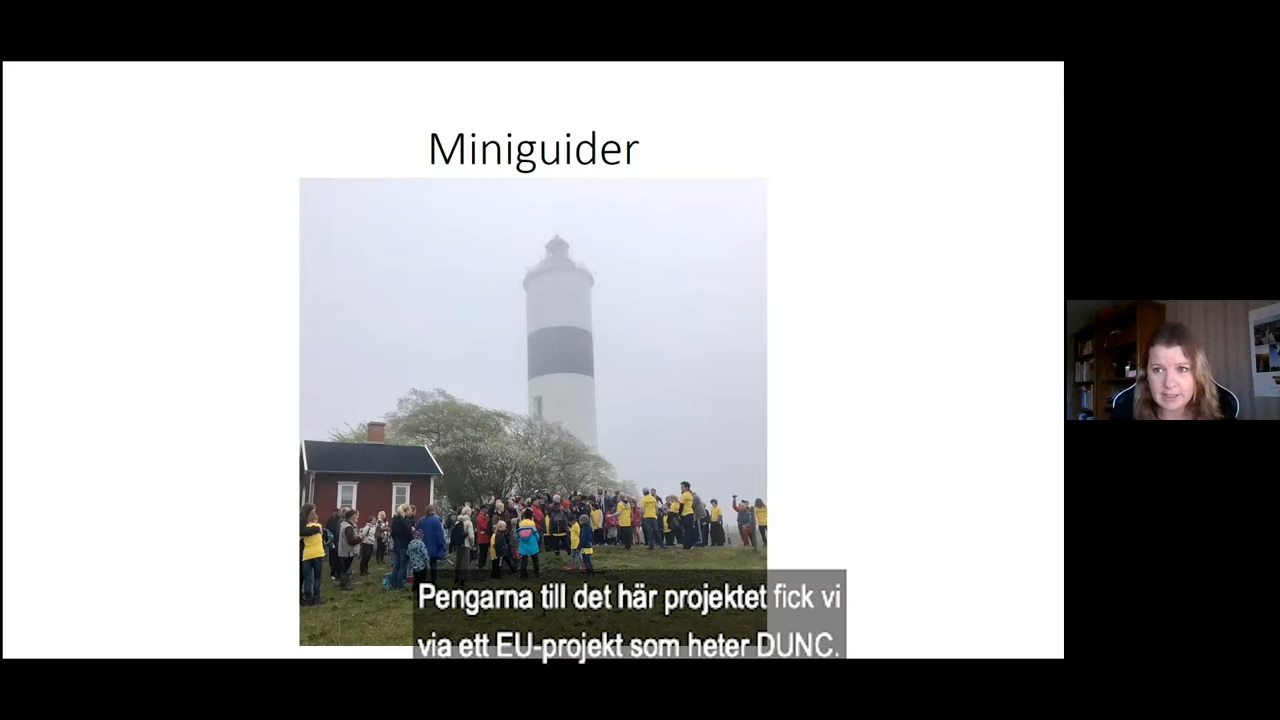 Miniguider
Pengarna till det här projektet fick vi
via ett EU-projekt som heter DUNC.